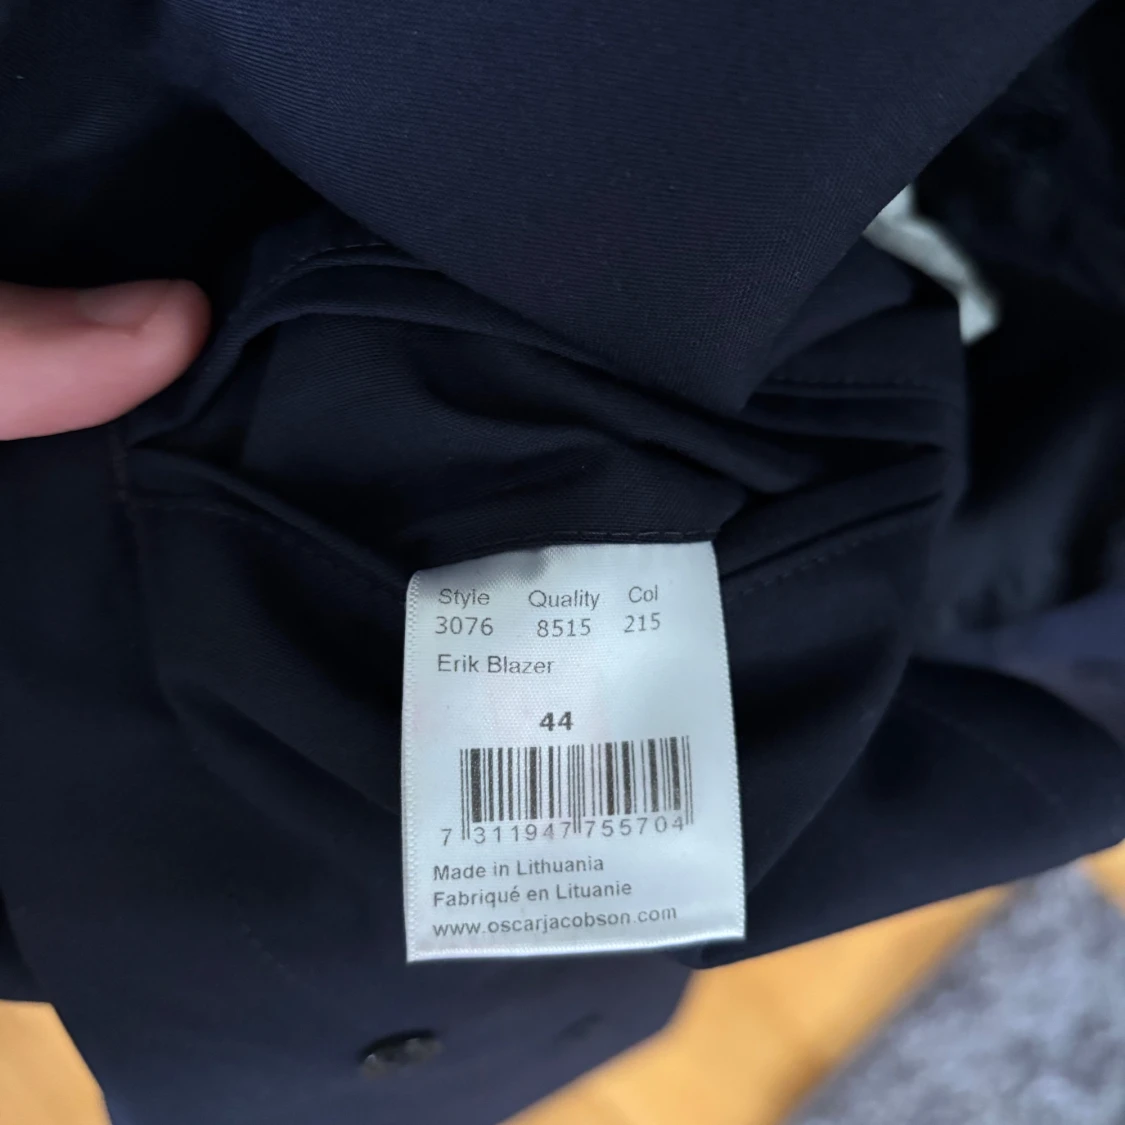 Style Quality Col
3076 8515 215
Erik Blazer
44
7 311947 755704
Made in Lithuania
Fabriqué en Lituanie
www.oscarjacobson.com